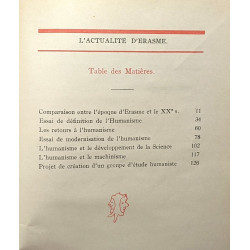 L'ACTUALITÉ D'ÉRASME.
Table des Matières.
Comparaison entre l'époque d'Erasme et le XXe s. 11
Essai de définition de l'Humanisme 34
Les retours à l'humanisme 60
Essai de modernisation de l'humanisme 78
L'humanisme et le développement de la Science 102
L'humanisme et le machinisme 117
Projet de création d'un groupe d'étude humaniste 126